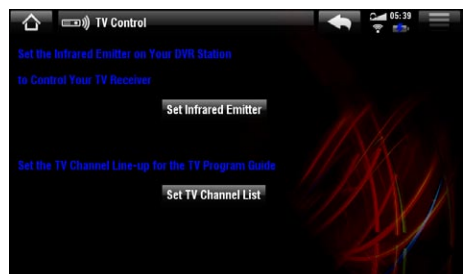 TV Control
05:39
Set the Infrared Emitter on Your DVR Station
to Control Your TV Receiver
Set Infrared Emitter
Set the TV Channel Line-up for the TV Program Guide
Set TV Channel List